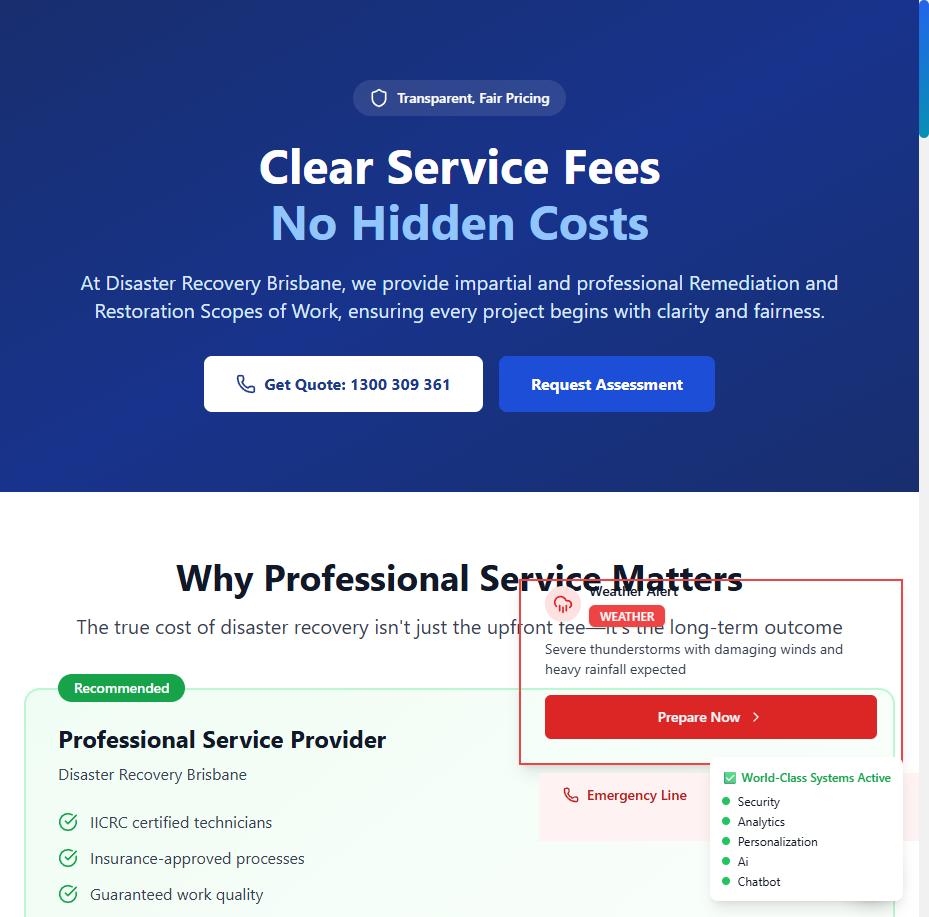 Transparent, Fair Pricing
Clear Service Fees
No Hidden Costs
At Disaster Recovery Brisbane, we provide impartial and professional Remediation and
Restoration Scopes of Work, ensuring every project begins with clarity and fairness.
Get Quote: 1300 309 361
Request Assessment
Why Professional Service Matters
The true cost of disaster recovery isn't just the upfront fee—it's the long-term outcome
Weather Alert
WEATHER
Severe thunderstorms with damaging winds and
heavy rainfall expected
Prepare Now
Recommended
Professional Service Provider
Disaster Recovery Brisbane
IICRC certified technicians
Insurance-approved processes
Guaranteed work quality
Emergency Line
World-Class Systems Active
Security
Analytics
Personalization
Ai
Chatbot